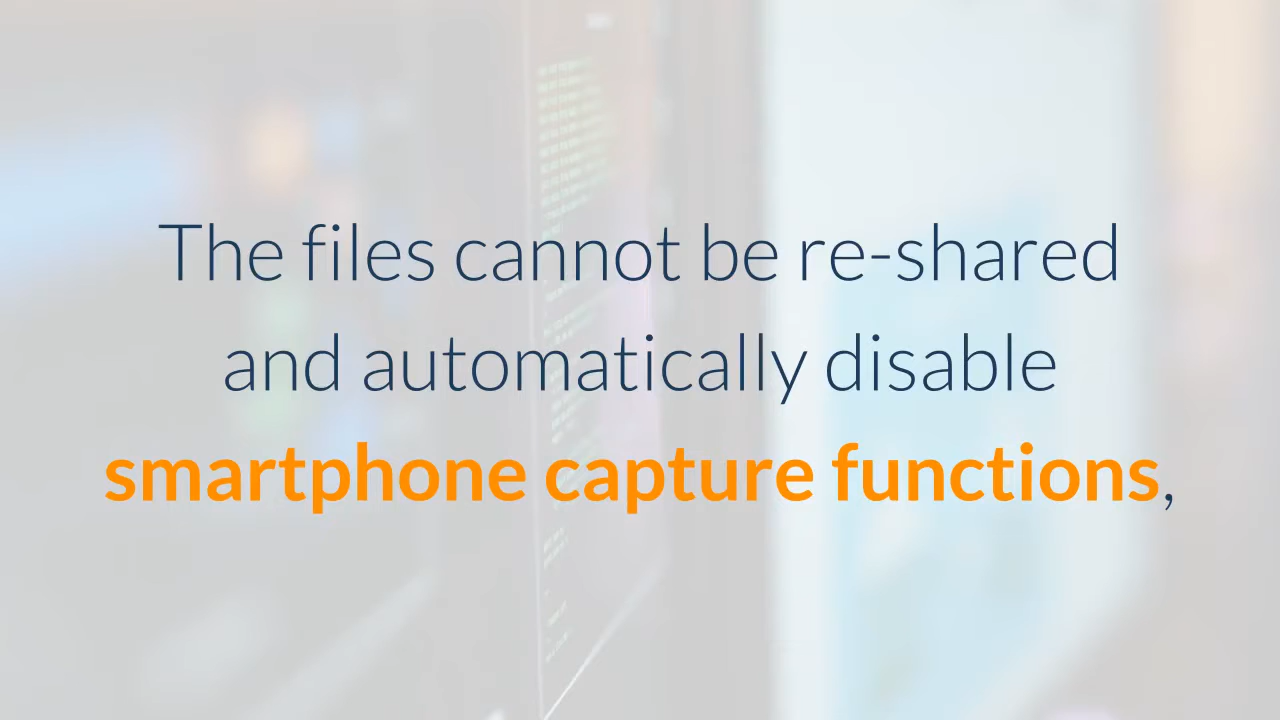 The files cannot be re-shared
and automatically disable
smartphone capture functions,